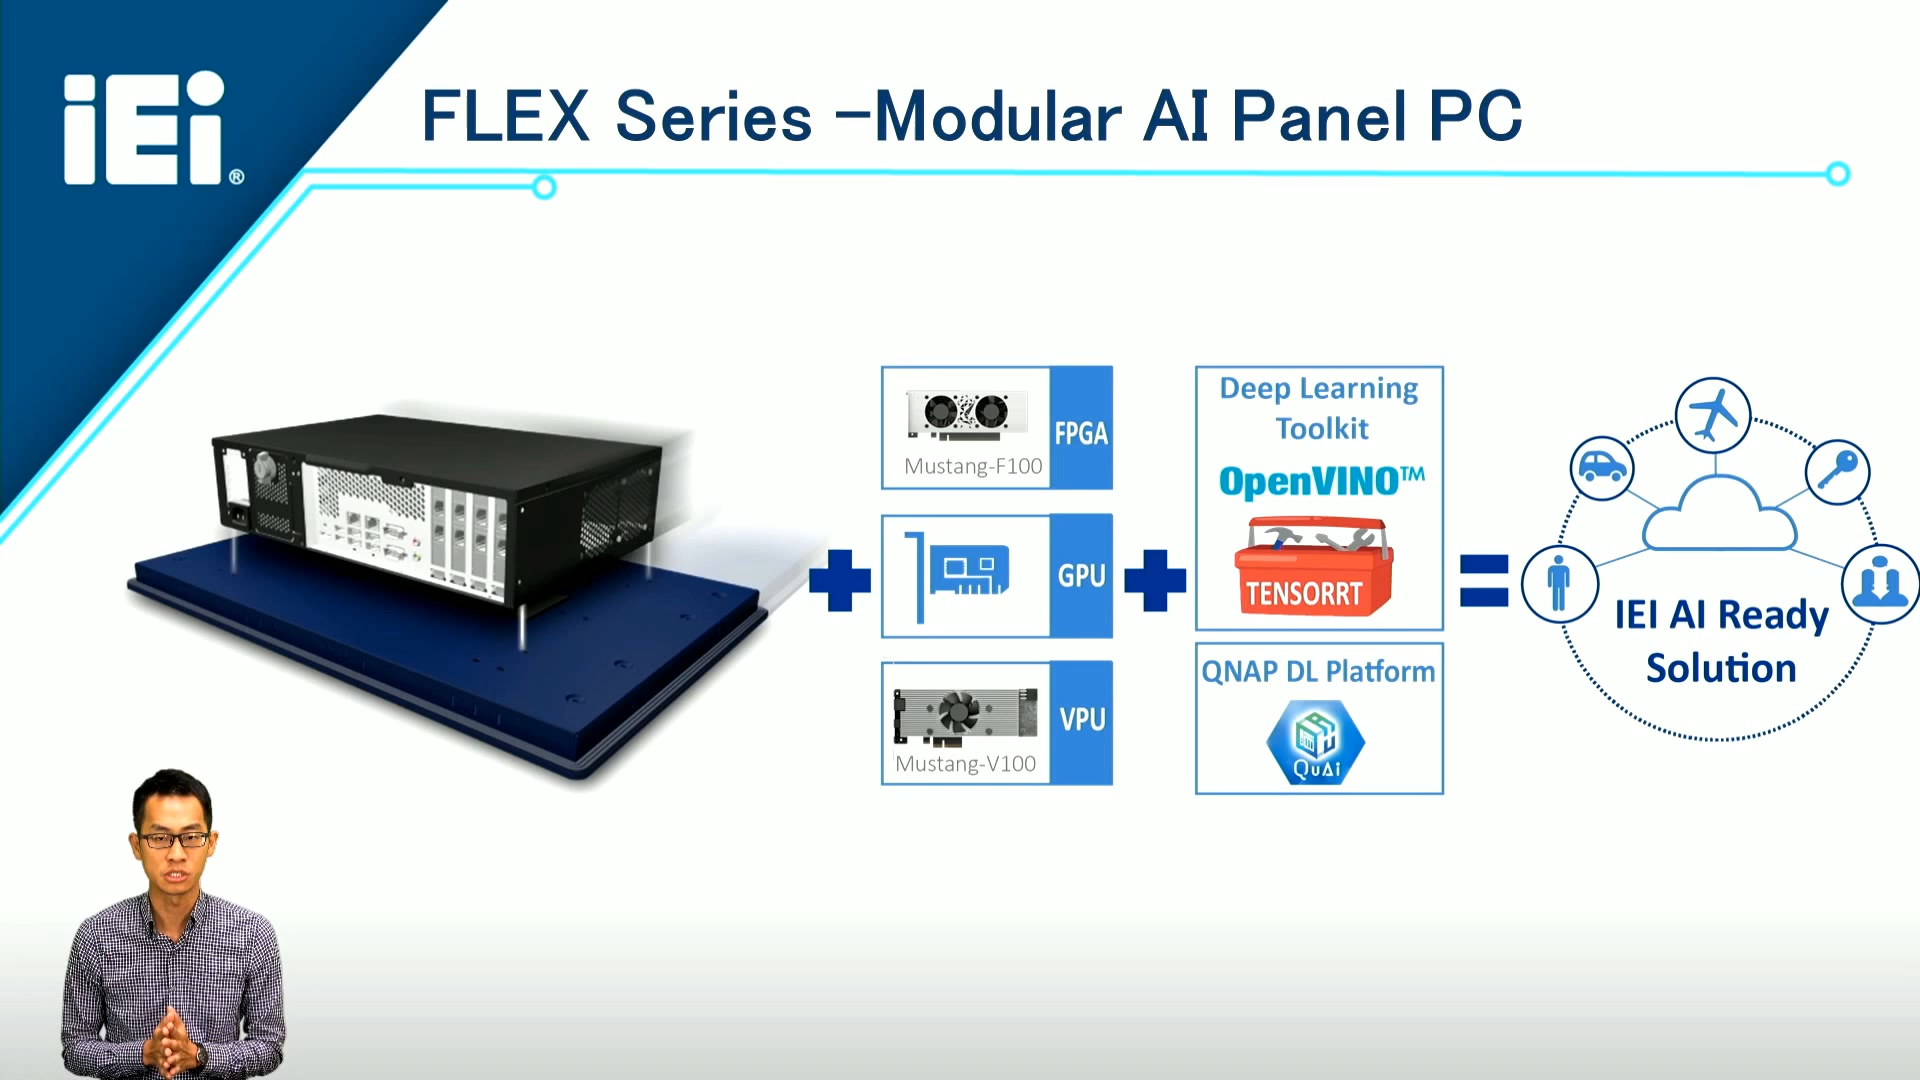 iEi®
FLEX Series -Modular AI Panel PC
FPGA
Mustang-F100
GPU
VPU
Mustang-V100
Deep Learning
Toolkit
OpenVINO™
TENSORRT
QNAP DL Platform
QuAi
IEI AI Ready
Solution